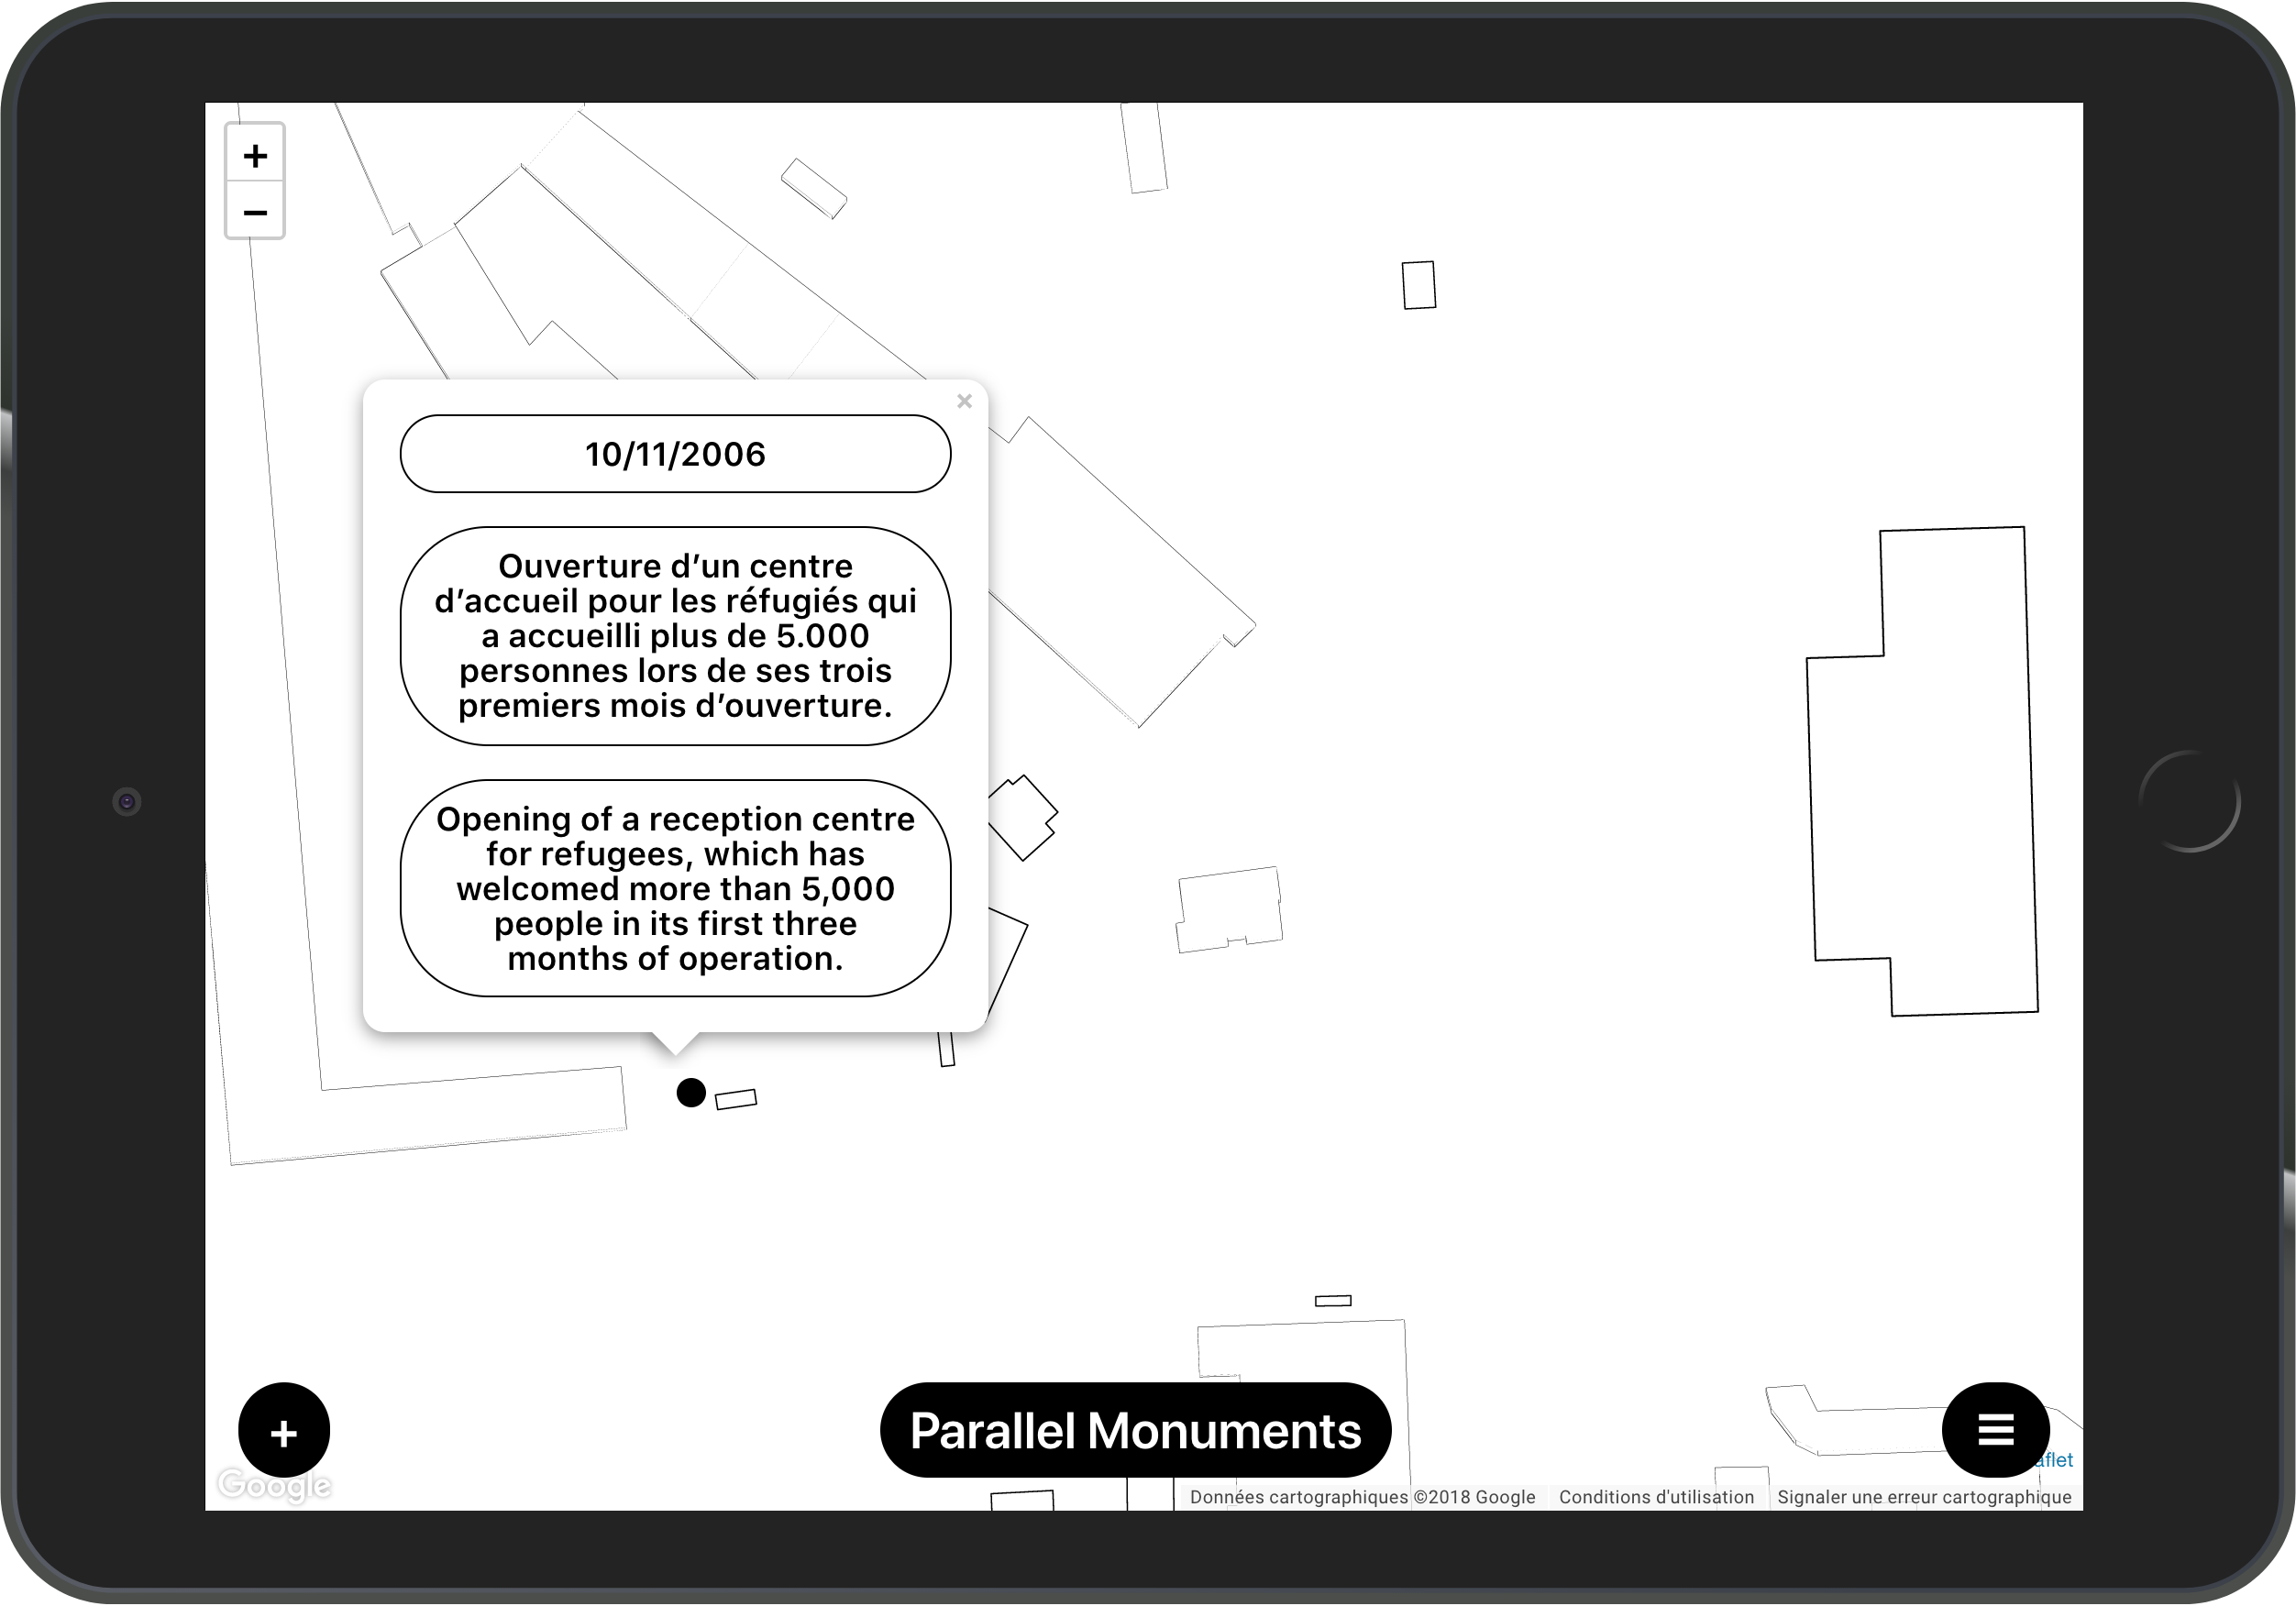 +
−
×
10/11/2006
Ouverture d’un centre
d’accueil pour les réfugiés qui
a accueilli plus de 5.000
personnes lors de ses trois
premiers mois d’ouverture.
Opening of a reception centre
for refugees, which has
welcomed more than 5,000
people in its first three
months of operation.
+
Parallel Monuments
Google
aflet
Données cartographiques ©2018 Google Conditions d'utilisation Signaler une erreur cartographique